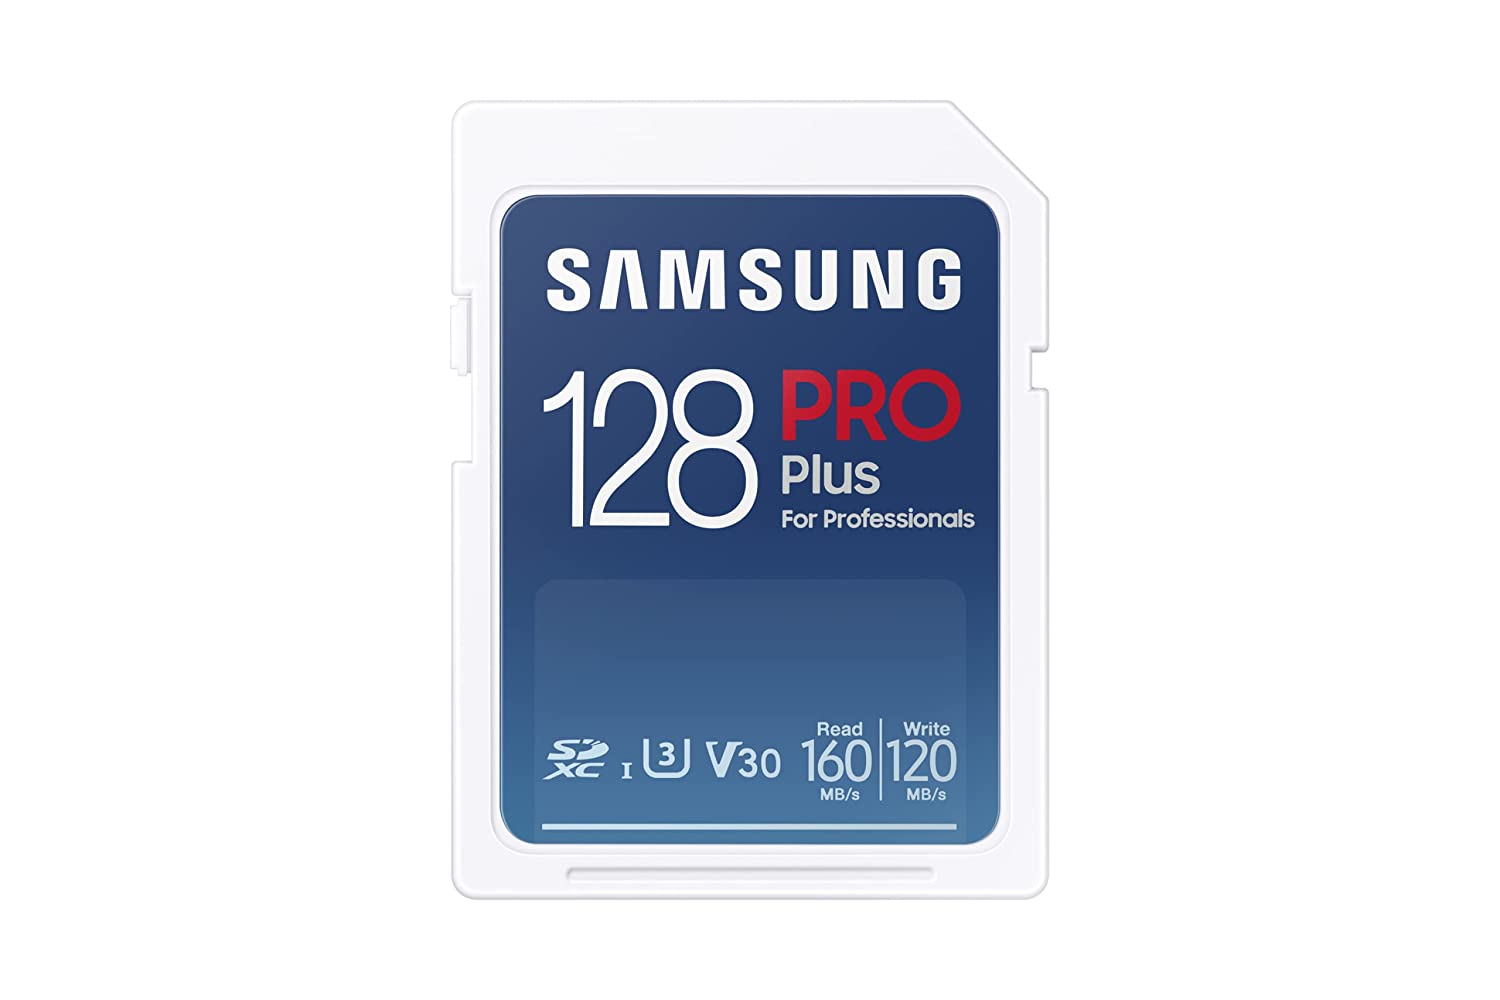 SAMSUNG
128 PRO
Plus
For Professionals
SD XC I U3 V30 Read 160 MB/s | Write 120 MB/s